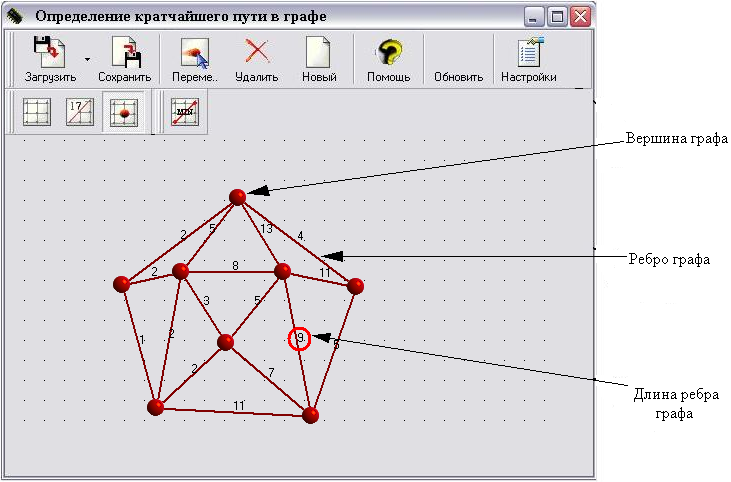 Определение кратчайшего пути в графе
Загрузить Сохранить Переме.. Удалить Новый Помощь Обновить Настройки
17 MIN
Вершина графа
2 5 13 4
Ребро графа
2 8 11
3 5
1 2 9 5
2 7
11
Длина ребра
графа